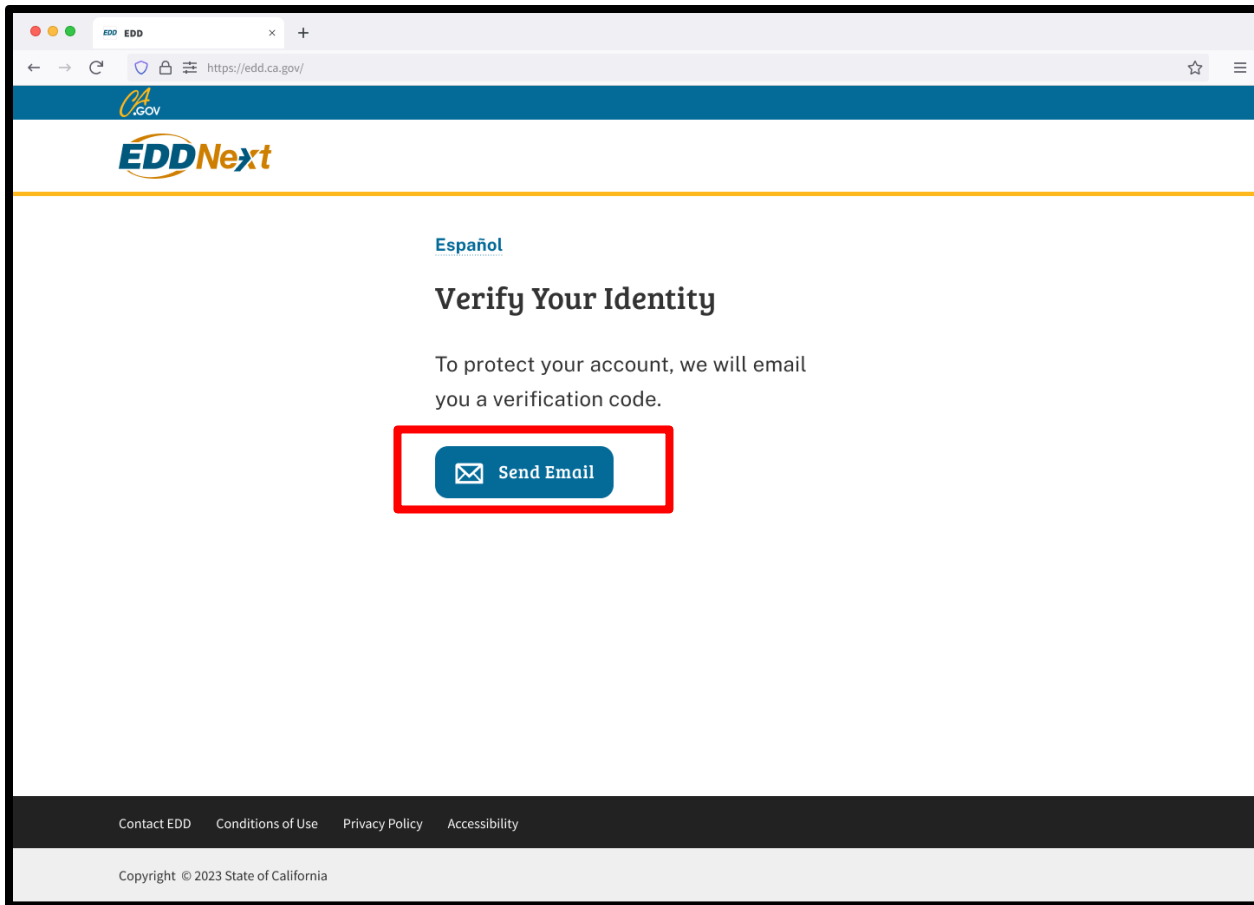 EDD EDD
https://edd.ca.gov/
CA.GOV
EDDNext
Español
Verify Your Identity
To protect your account, we will email
you a verification code.
Send Email
Contact EDD Conditions of Use Privacy Policy Accessibility
Copyright © 2023 State of California